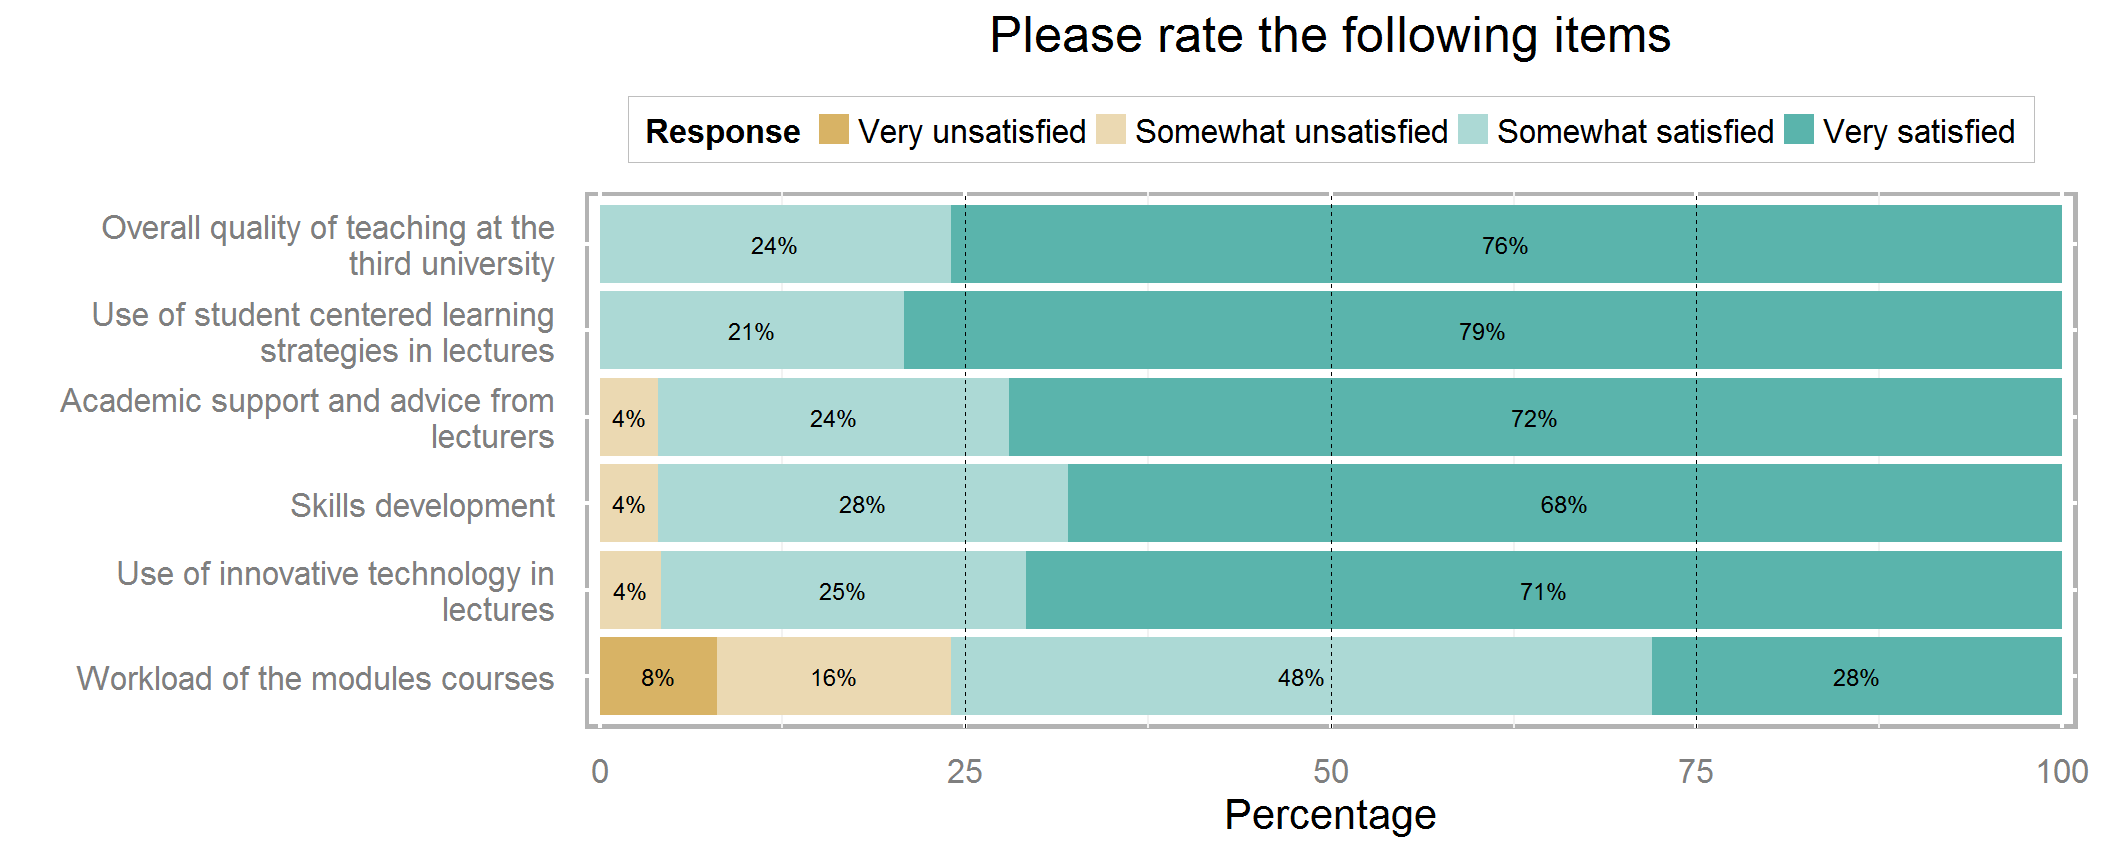 Please rate the following items
Response Very unsatisfied Somewhat unsatisfied Somewhat satisfied Very satisfied
Overall quality of teaching at the
third university
24% 76%
Use of student centered learning
strategies in lectures
21% 79%
Academic support and advice from
lecturers
4% 24% 72%
Skills development
4% 28% 68%
Use of innovative technology in
lectures
4% 25% 71%
Workload of the modules courses
8% 16% 48% 28%
0 25 50 75 100
Percentage